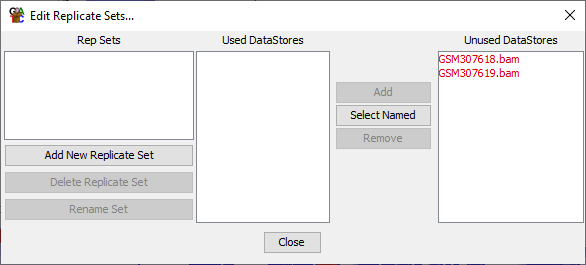 Edit Replicate Sets...
Rep Sets
Used DataStores
Unused DataStores
GSM307618.bam
GSM307619.bam
Add
Select Named
Remove
Add New Replicate Set
Delete Replicate Set
Rename Set
Close